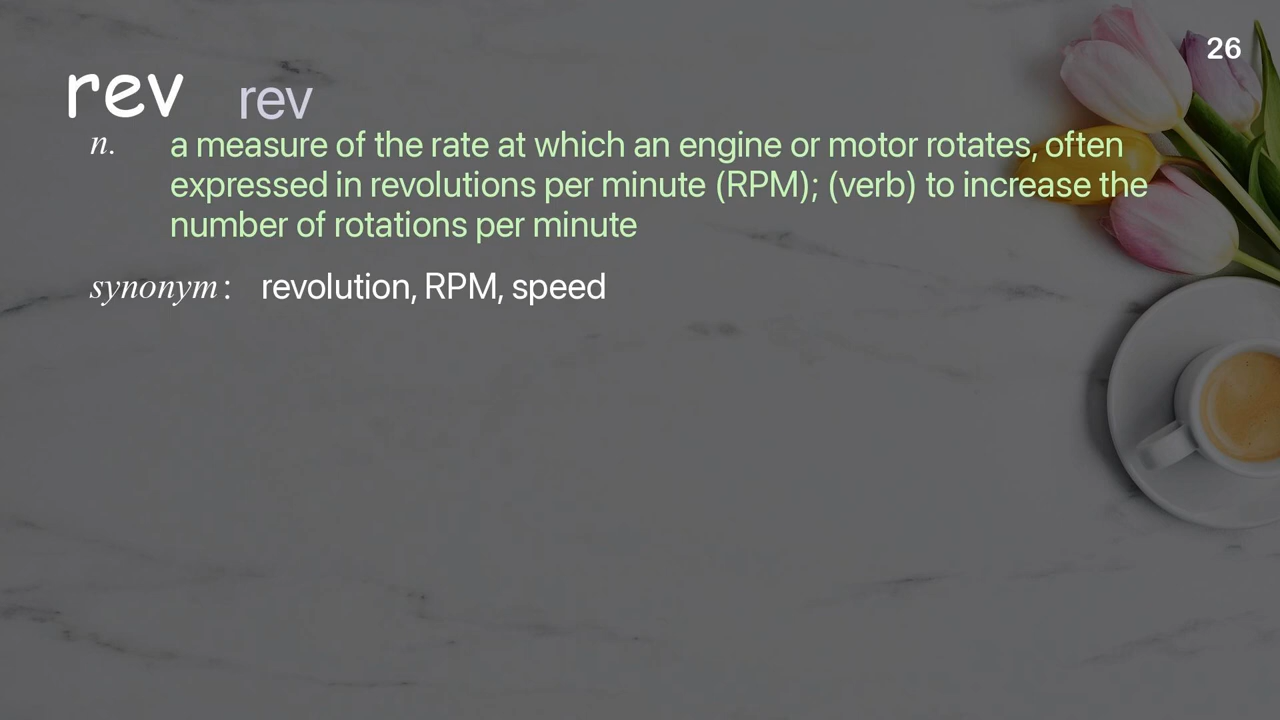 26
rev rev
n. a measure of the rate at which an engine or motor rotates, often
expressed in revolutions per minute (RPM); (verb) to increase the
number of rotations per minute
synonym: revolution, RPM, speed